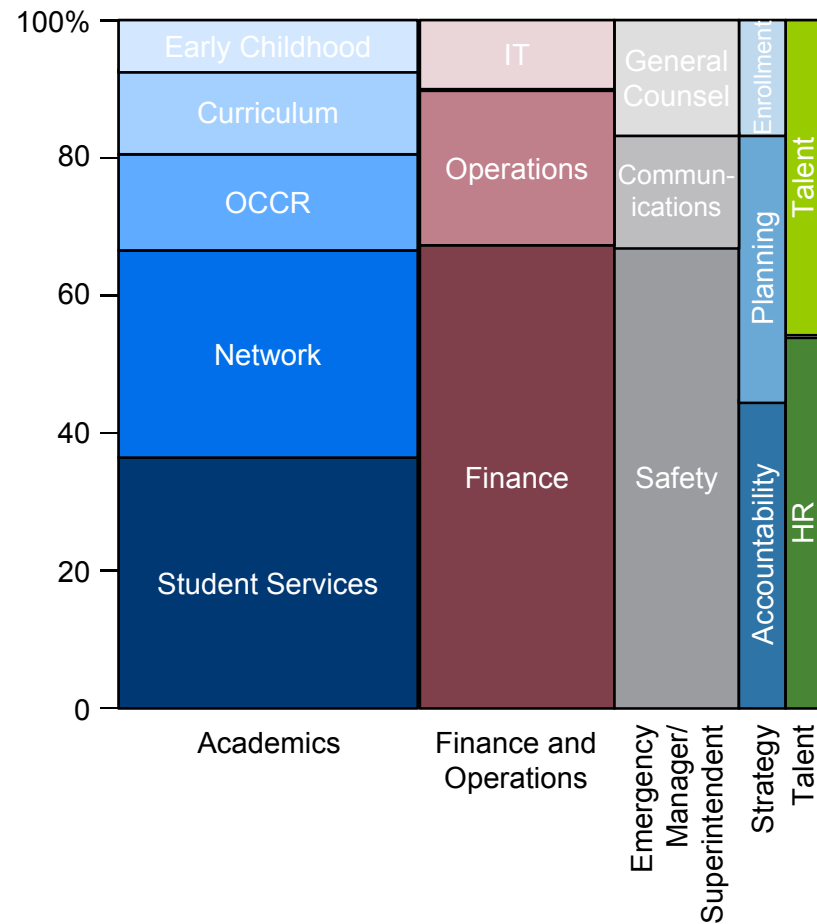 100%
80
60
40
20
0
Early Childhood
Curriculum
OCCR
Network
Student Services
IT
Operations
Finance
General
Counsel
Commun-
ications
Safety
Enrollment
Planning
Accountability
Talent
HR
Academics
Finance and
Operations
Emergency
Manager/
Superintendent
Strategy
Talent